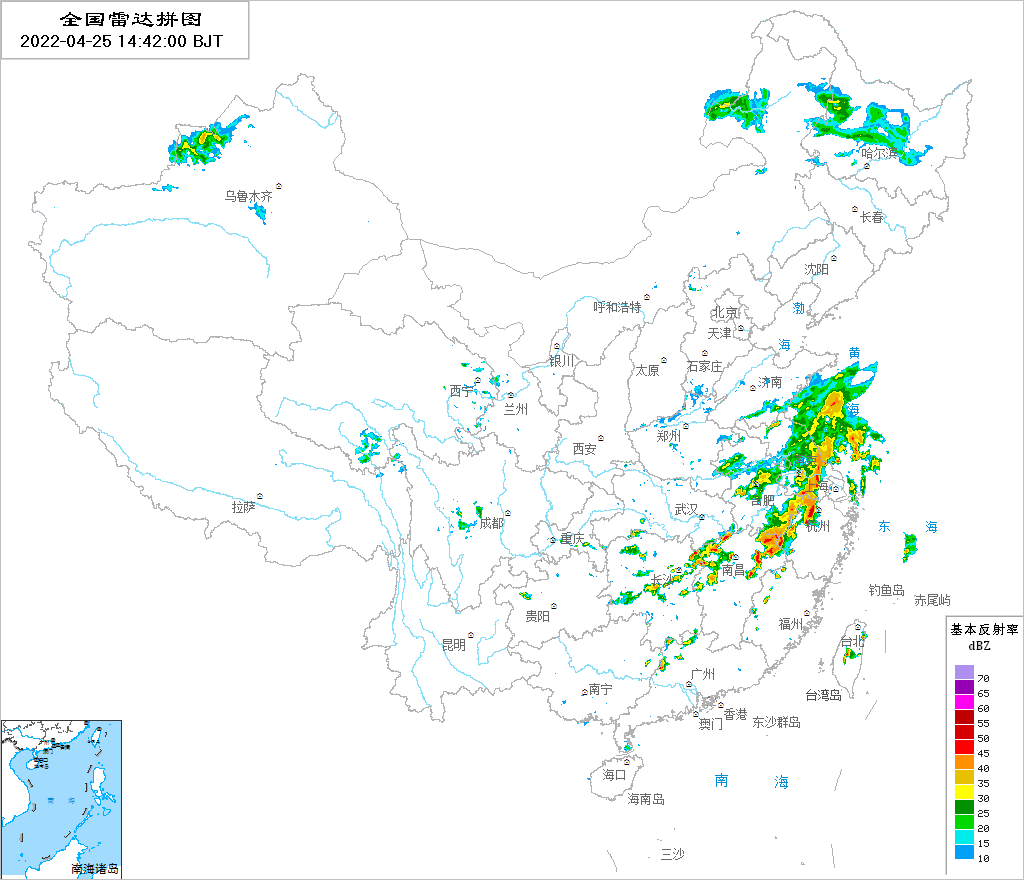 全国雷达拼图
2022-04-25 14:42:00 BJT
哈尔滨
乌鲁木齐
长春
沈阳
呼和浩特
北京
渤
天津
海
黄
银川
太原
石家庄
济南
西宁
兰州
海
郑州
西安
拉萨
合肥
海
武汉
成都
杭州
东 海
重庆
南昌
长沙
钓鱼岛
赤尾屿
贵阳
福州
昆明
台北
广州
南宁
台湾岛
香港
澳门
东沙群岛
海口
南 海
海南岛
三沙
基本反射率
dBZ
70
65
60
55
50
45
40
35
30
25
20
15
10
南 海
南海诸岛